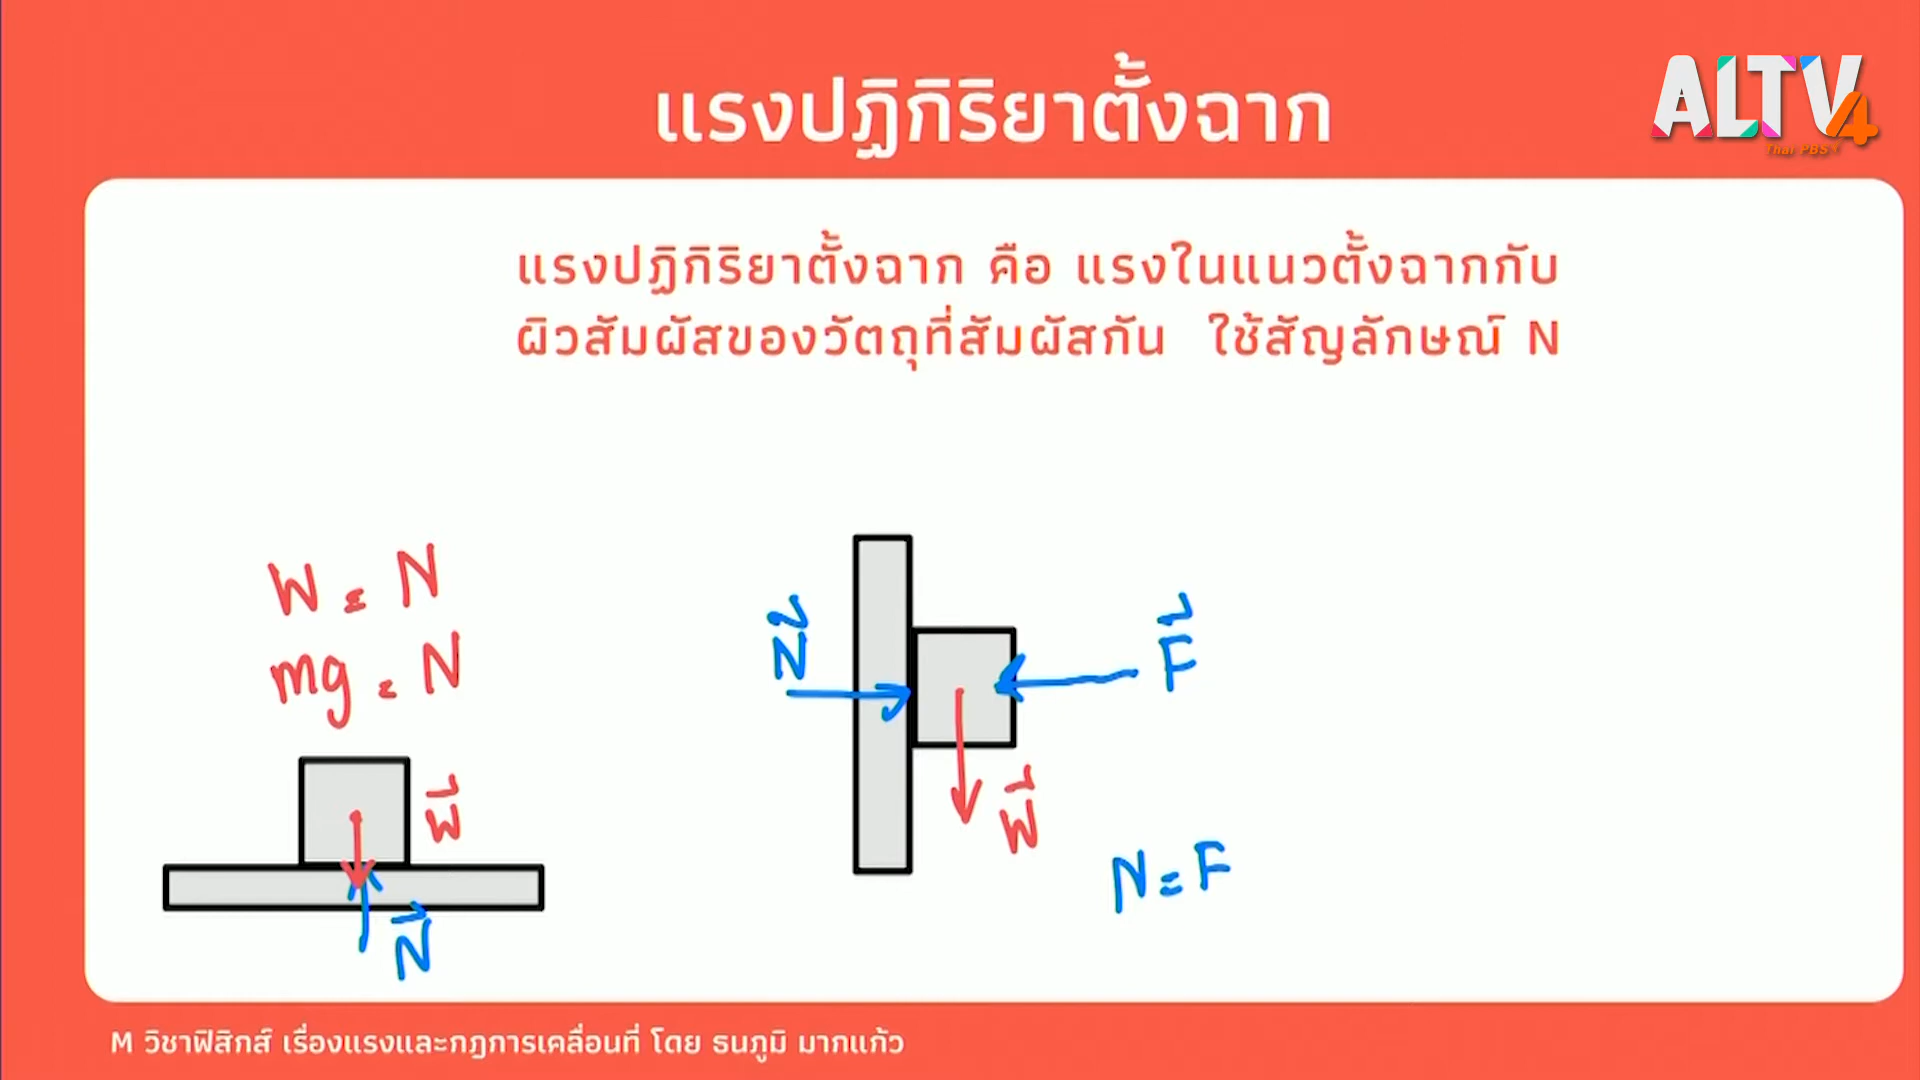 แรงปฏิกิริยาตั้งฉาก
ALTV4
Thai PBS
แรงปฏิกิริยาตั้งฉาก คือ แรงในแนวตั้งฉากกับ
ผิวสัมผัสของวัตถุที่สัมผัสกัน ใช้สัญลักษณ์ N
W = N
mg = N
W⃗
N⃗
N⃗
F⃗
W⃗
N = F
M วิชาฟิสิกส์ เรื่องแรงและกฎการเคลื่อนที่ โดย ธนภูมิ มากแก้ว